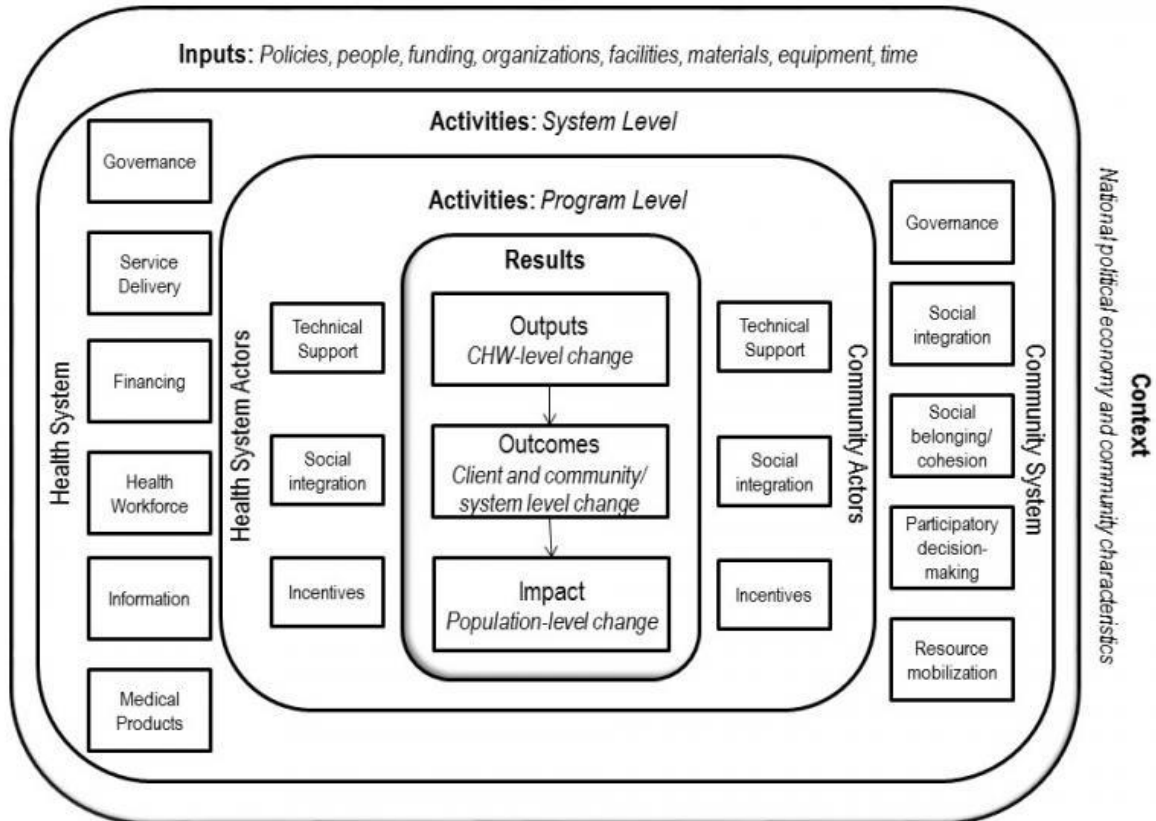 Inputs: Policies, people, funding, organizations, facilities, materials, equipment, time
Activities: System Level
Activities: Program Level
Health System
Governance
Service
Delivery
Financing
Health
Workforce
Information
Medical
Products
Health System Actors
Technical
Support
Social
integration
Incentives
Results
Outputs
CHW-level change
Outcomes
Client and community/
system level change
Impact
Population-level change
Technical
Support
Social
integration
Incentives
Community Actors
Governance
Social
integration
Social
belonging/
cohesion
Participatory
decision-
making
Resource
mobilization
Community System
Context
National political economy and community characteristics